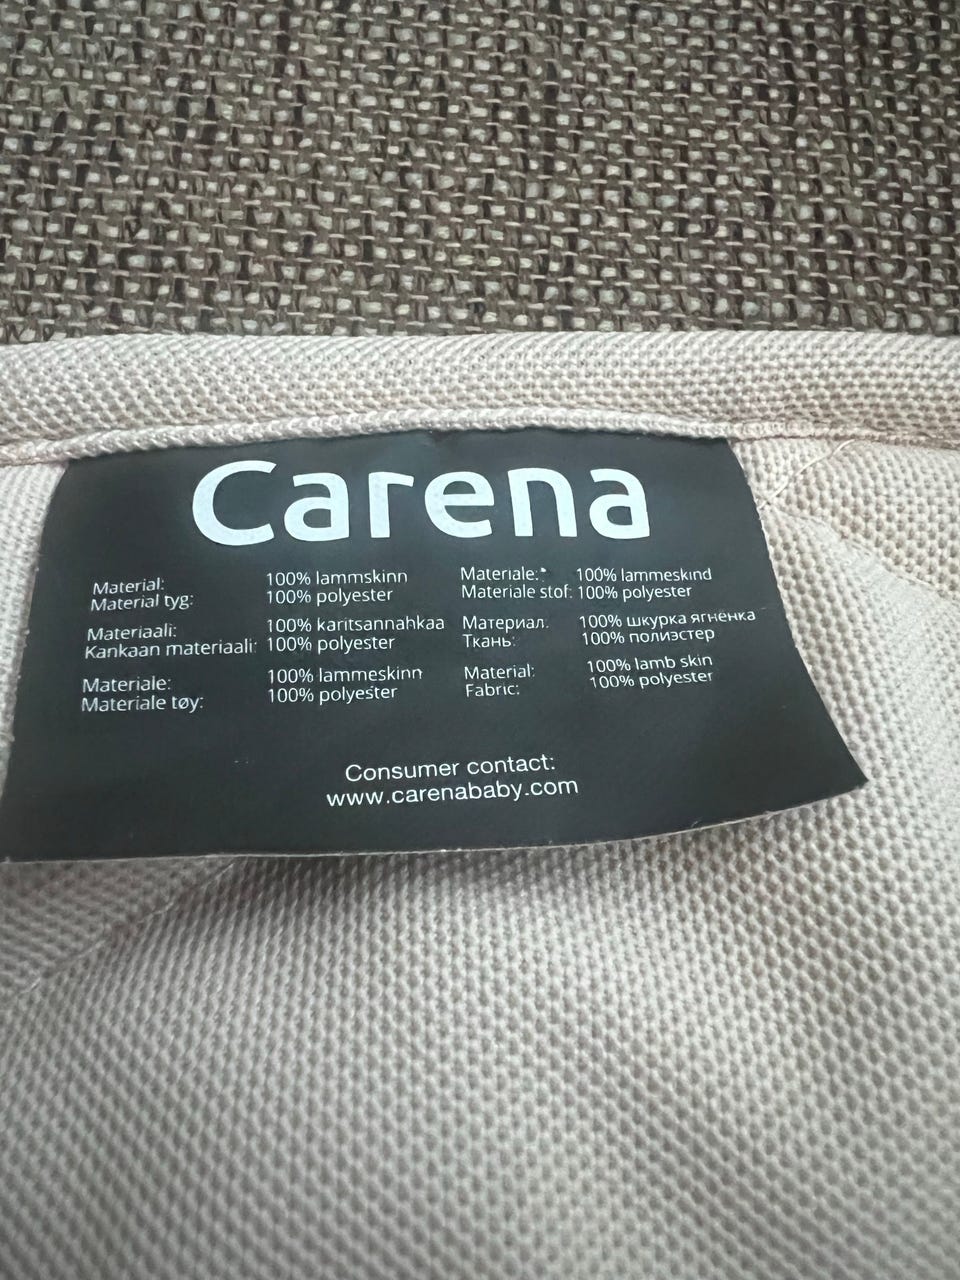 Carena
Material: 100% lammskinn
Material tyg: 100% polyester
Materiaali: 100% karitsannahkaa
Kankaan materiaali: 100% polyester
Materiale: 100% lammeskinn
Materiale tøy: 100% polyester
Materiale: 100% lammeskind
Materiale stof: 100% polyester
Материал: 100% шкурка ягнёнка
Ткань: 100% полиэстер
Material: 100% lamb skin
Fabric: 100% polyester
Consumer contact:
www.carenababy.com